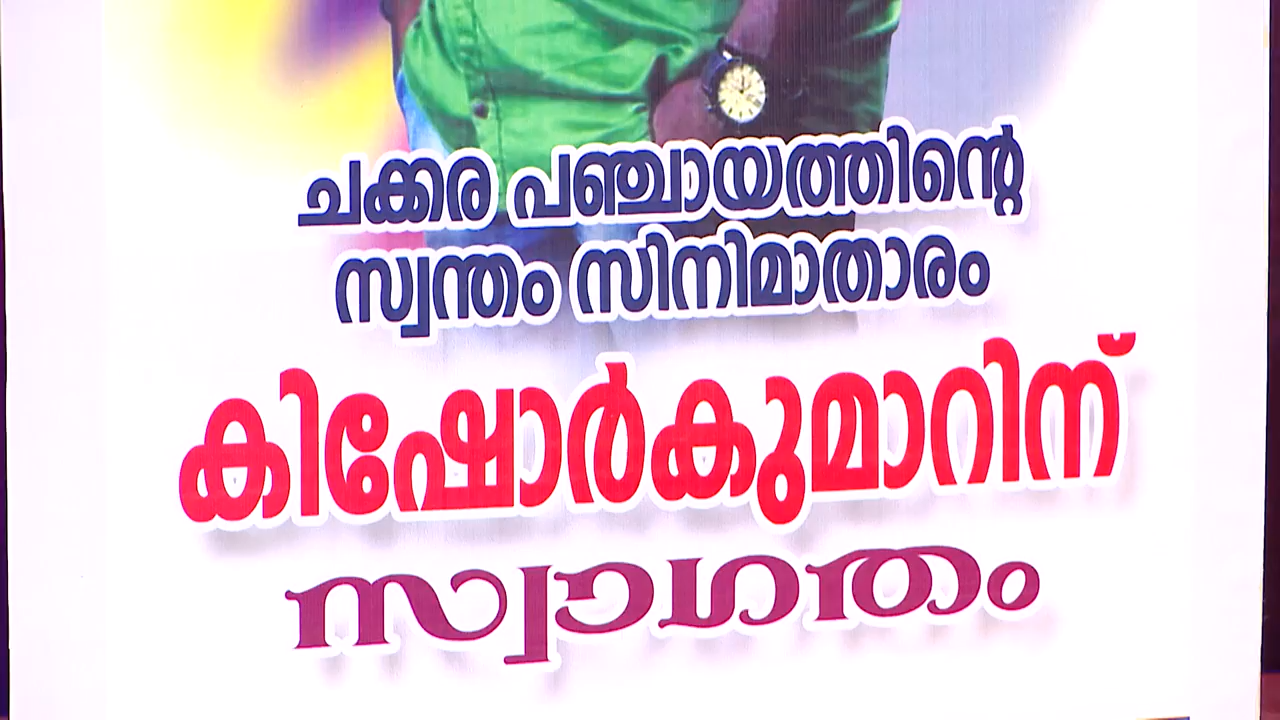 ചക്കര പഞ്ചായത്തിന്റെ
സ്വന്തം സിനിമാതാരം
കിഷോർകുമാറിന്
സ്വാഗതം